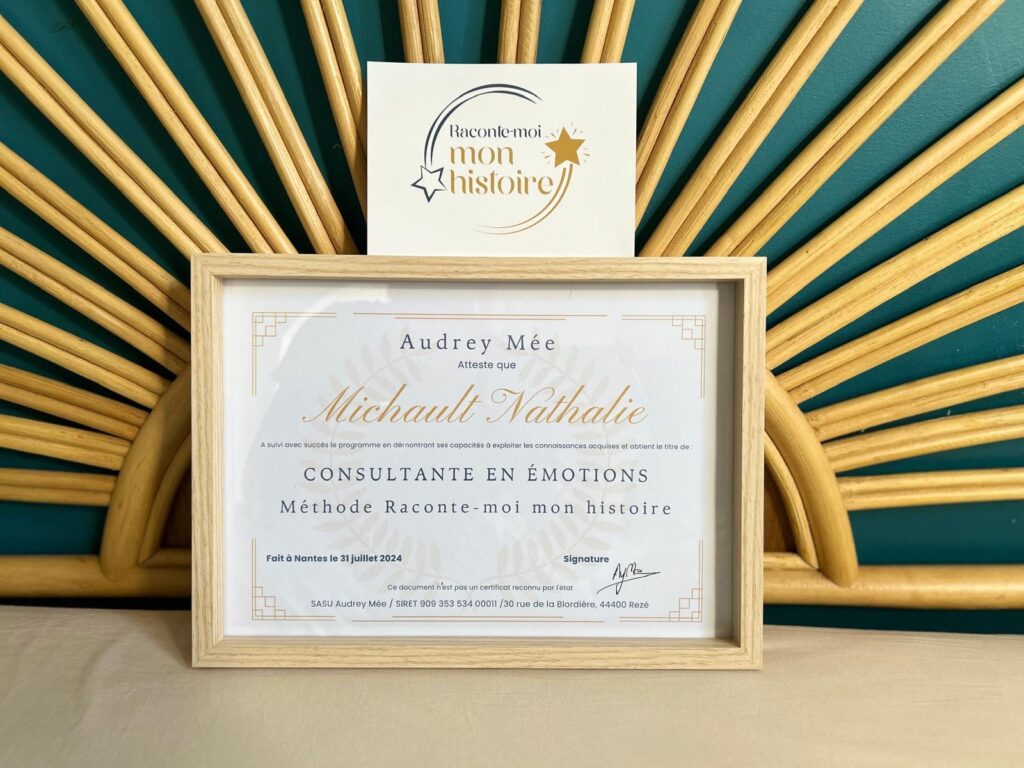 Raconte-moi
mon
histoire
Audrey Mée
Atteste que
Michault Nathalie
A suivi avec succès le programme en démontrant ses capacités à exploiter les connaissances acquises et obtient le titre de :
CONSULTANTE EN ÉMOTIONS
Méthode Raconte-moi mon histoire
Fait à Nantes le 31 juillet 2024
Signature
Ce document n'est pas un certificat reconnu par l'état
SASU Audrey Mée / SIRET 909 353 534 00011 /30 rue de la Blordière, 44400 Rezé